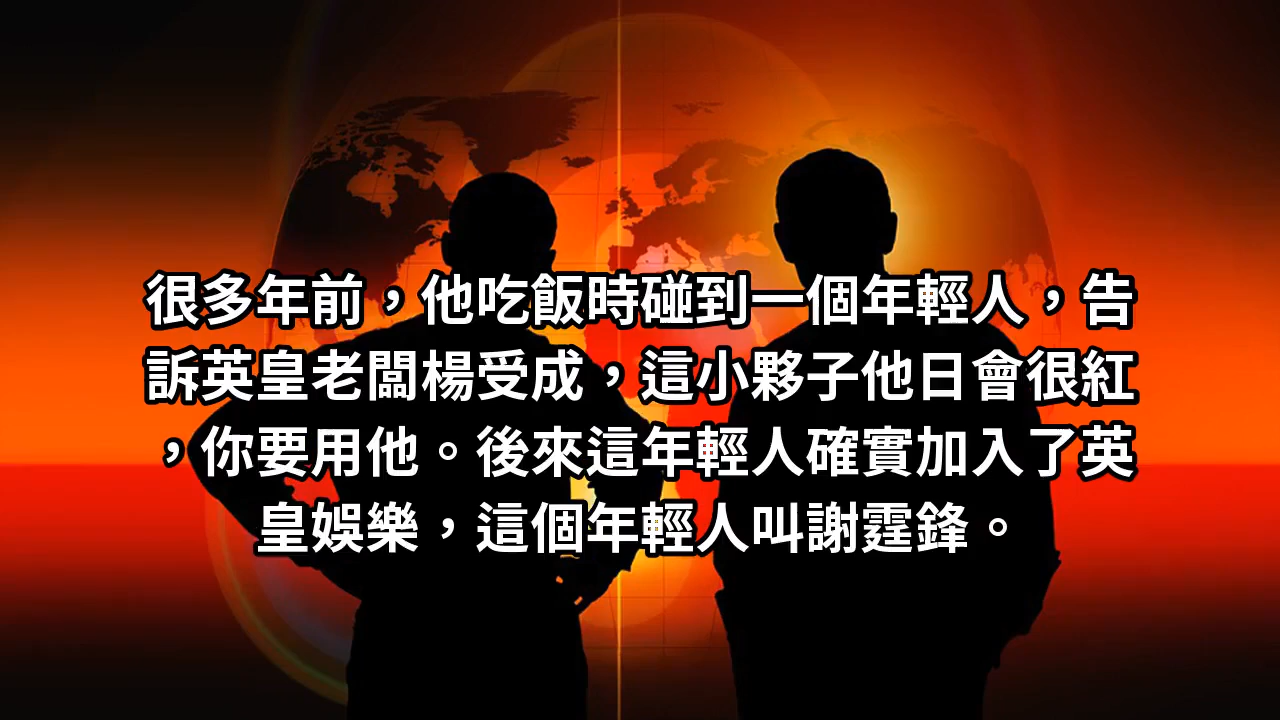 很多年前，他吃飯時碰到一個年輕人，告
訴英皇老闆楊受成，這小夥子他日會很紅
，你要用他。後來這年輕人確實加入了英
皇娛樂，這個年輕人叫謝霆鋒。